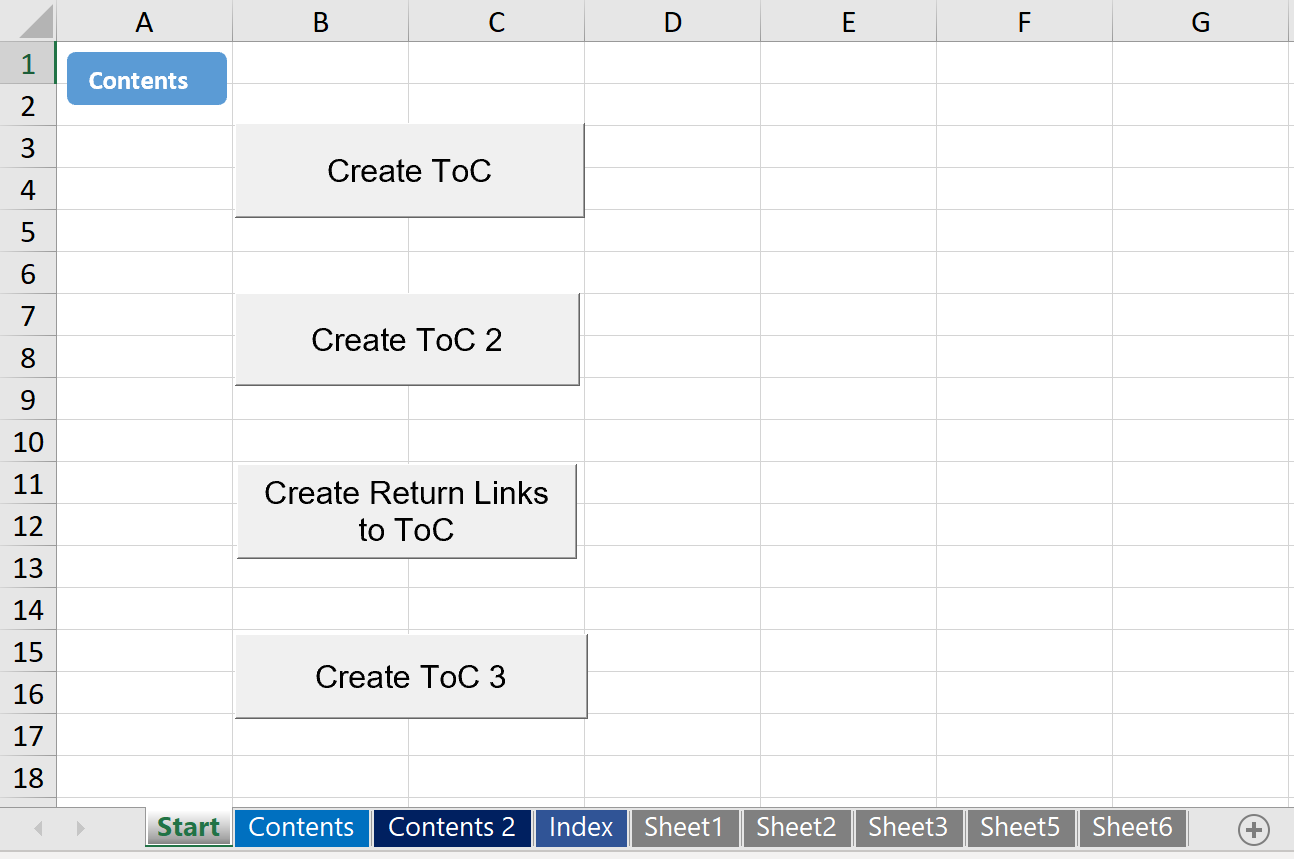 A B C D E F G
1
Contents
2
3
Create ToC
4
5
6
7
Create ToC 2
8
9
10
11
Create Return Links
12
to ToC
13
14
15
Create ToC 3
16
17
18
Start Contents Contents 2 Index Sheet1 Sheet2 Sheet3 Sheet5 Sheet6